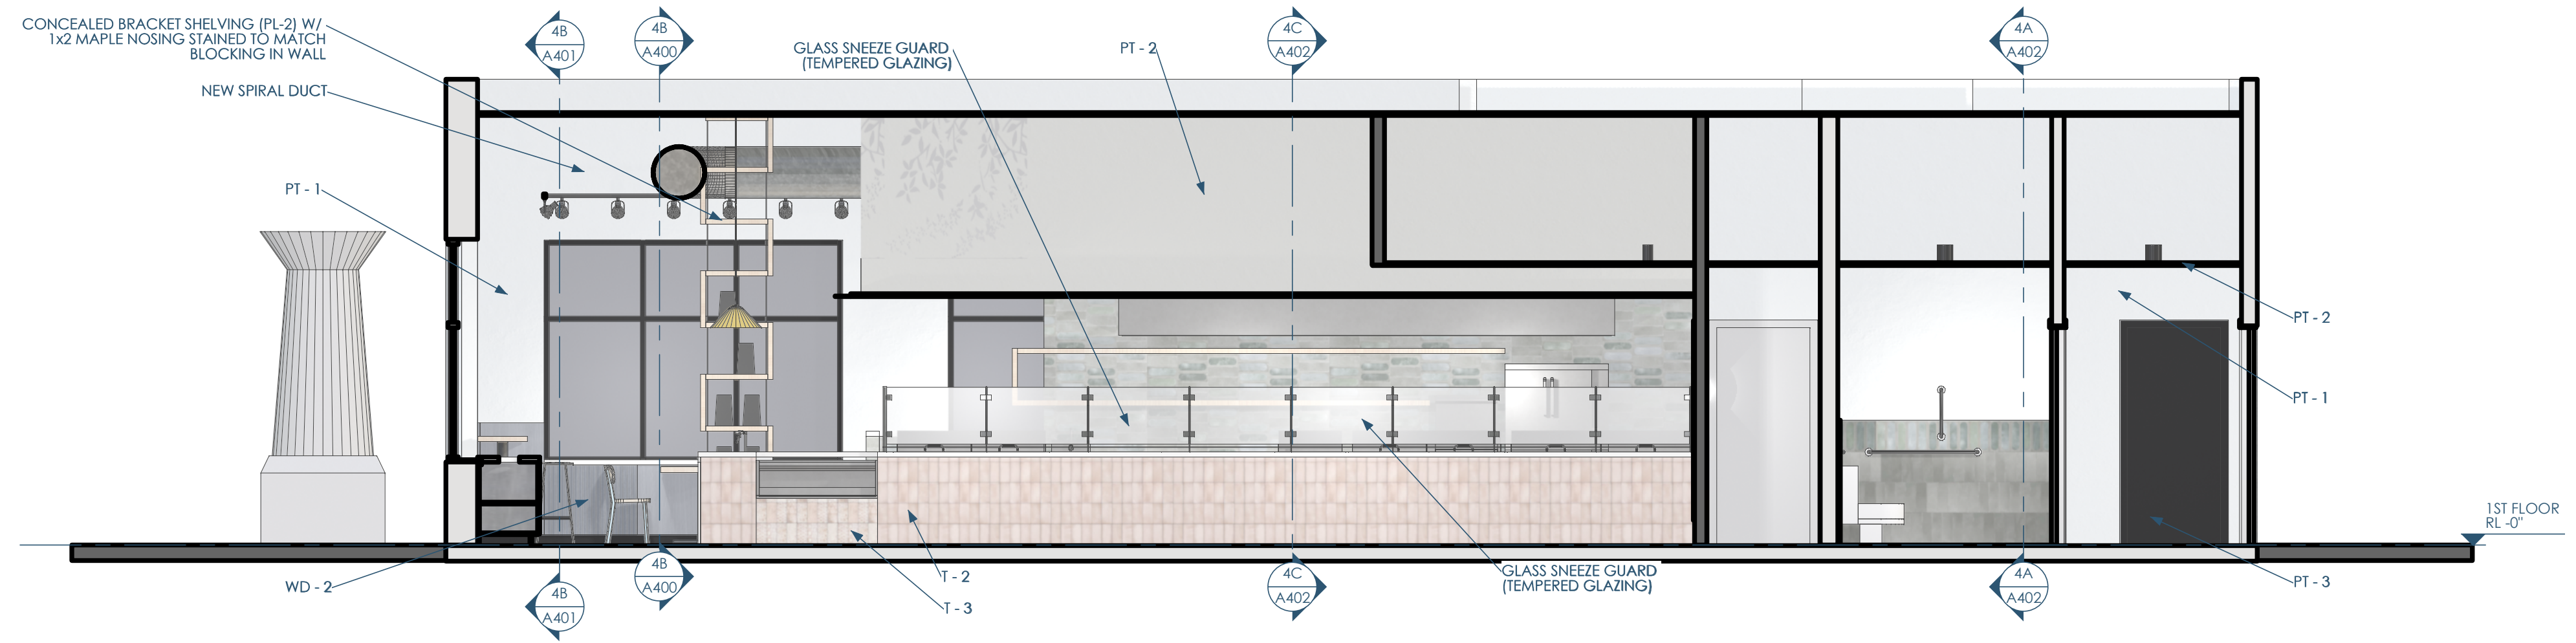 CONCEALED BRACKET SHELVING (PL-2) W/
1x2 MAPLE NOSING STAINED TO MATCH
BLOCKING IN WALL
NEW SPIRAL DUCT
PT - 1
4B
A401
4B
A400
GLASS SNEEZE GUARD
(TEMPERED GLAZING)
PT - 2
4C
A402
4A
A402
PT - 2
PT - 1
1ST FLOOR
RL -0"
PT - 3
WD - 2
4B
A401
4B
A400
T - 2
T - 3
4C
A402
GLASS SNEEZE GUARD
(TEMPERED GLAZING)
4A
A402